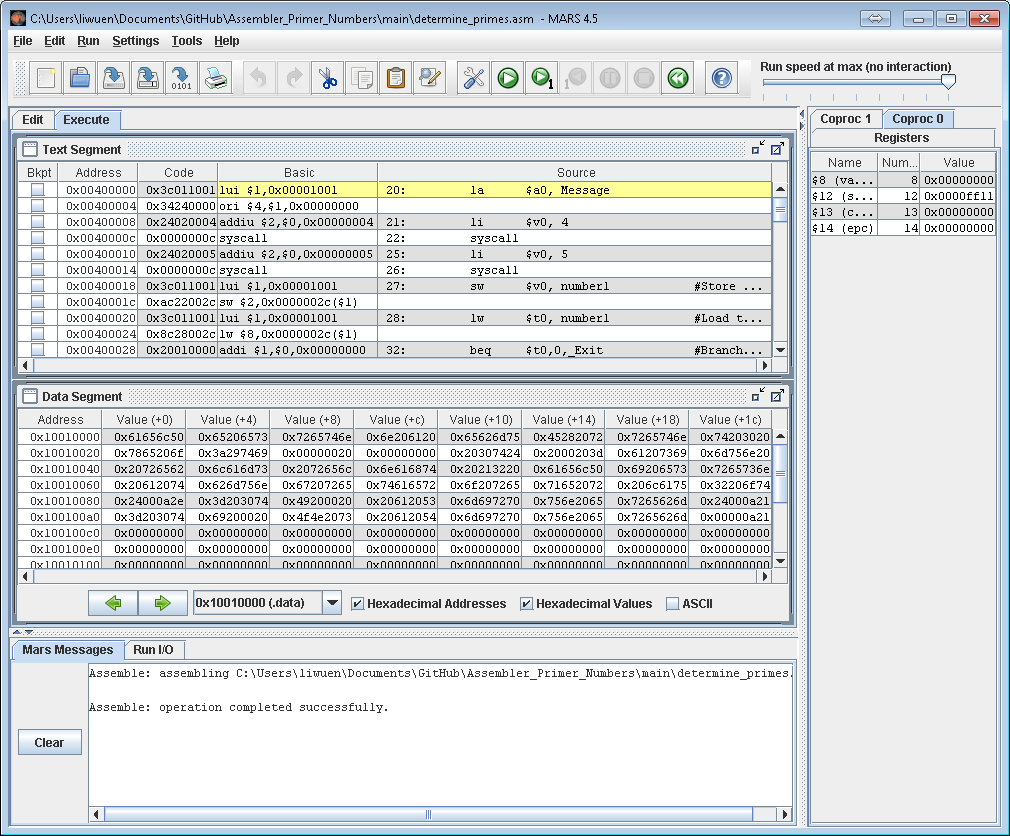 C:\Users\liwuen\Documents\GitHub\Assembler_Primer_Numbers\main\determine_primes.asm - MARS 4.5
File Edit Run Settings Tools Help
Run speed at max (no interaction)
0101
1
1
Edit Execute
Coproc 1 Coproc 0
Registers
Name Num... Value
$8 (va... 8 0x00000000
$12 (s... 12 0x0000ff11
$13 (c... 13 0x00000000
$14 (epc) 14 0x00000000
Text Segment
Bkpt Address Code Basic Source
0x00400000 0x3c011001 lui $1,0x00001001 20: la $a0, Message
0x00400004 0x34240000 ori $4,$1,0x00000000
0x00400008 0x24020004 addiu $2,$0,0x00000004 21: li $v0, 4
0x0040000c 0x0000000c syscall 22: syscall
0x00400010 0x24020005 addiu $2,$0,0x00000005 25: li $v0, 5
0x00400014 0x0000000c syscall 26: syscall
0x00400018 0x3c011001 lui $1,0x00001001 27: sw $v0, number1 #Store ...
0x0040001c 0xac22002c sw $2,0x0000002c($1)
0x00400020 0x3c011001 lui $1,0x00001001 28: lw $t0, number1 #Load t...
0x00400024 0x8c28002c lw $8,0x0000002c($1)
0x00400028 0x20010000 addi $1,$0,0x00000000 32: beq $t0,0,_Exit #Branch...
Data Segment
Address Value (+0) Value (+4) Value (+8) Value (+c) Value (+10) Value (+14) Value (+18) Value (+1c)
0x10010000 0x61656c50 0x65206573 0x7265746e 0x6e206120 0x65626d75 0x45282072 0x7265746e 0x74203020
0x10010020 0x7865206f 0x3a297469 0x00000020 0x00000000 0x20307424 0x2000203d 0x61207369 0x6d756e20
0x10010040 0x20726562 0x6c616d73 0x2072656c 0x6e616874 0x20213220 0x61656c50 0x69206573 0x7265736e
0x10010060 0x20612074 0x626d756e 0x67207265 0x74616572 0x6f207265 0x71652072 0x206c6175 0x32206f74
0x10010080 0x24000a2e 0x3d203074 0x49200020 0x20612053 0x6d697270 0x756e2065 0x7265626d 0x24000a21
0x100100a0 0x3d203074 0x69200020 0x4f4e2073 0x20612054 0x6d697270 0x756e2065 0x7265626d 0x00000a21
0x100100c0 0x00000000 0x00000000 0x00000000 0x00000000 0x00000000 0x00000000 0x00000000 0x00000000
0x100100e0 0x00000000 0x00000000 0x00000000 0x00000000 0x00000000 0x00000000 0x00000000 0x00000000
0x10010100 0x00000000 0x00000000 0x00000000 0x00000000 0x00000000 0x00000000 0x00000000 0x00000000
0x10010000 (.data) Hexadecimal Addresses Hexadecimal Values ASCII
Mars Messages Run I/O
Assemble: assembling C:\Users\liwuen\Documents\GitHub\Assembler_Primer_Numbers\main\determine_primes.
Assemble: operation completed successfully.
Clear